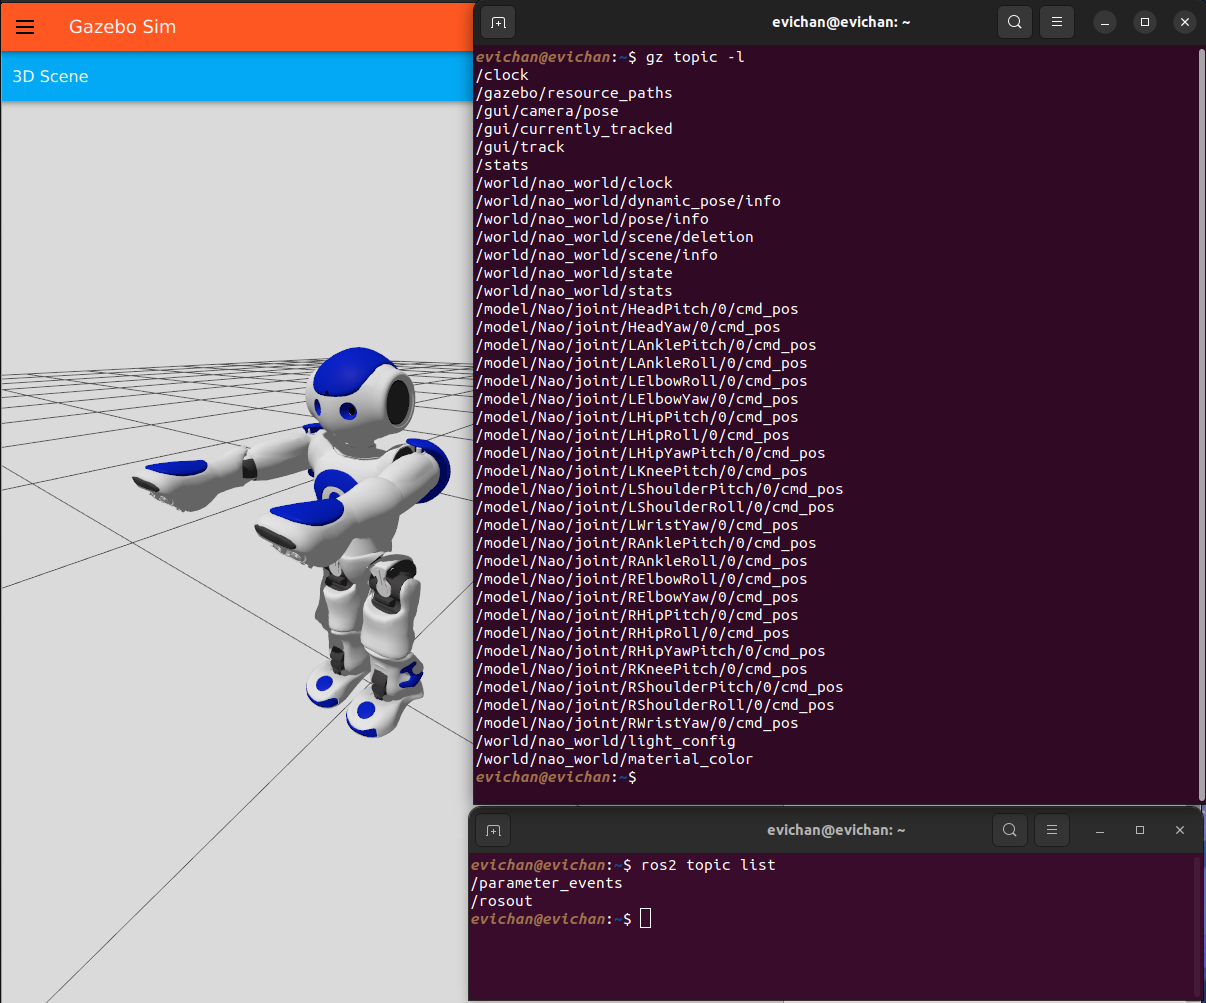 Gazebo Sim
3D Scene
evichan@evichan: ~
evichan@evichan:~$ gz topic -l
/clock
/gazebo/resource_paths
/gui/camera/pose
/gui/currently_tracked
/gui/track
/stats
/world/nao_world/clock
/world/nao_world/dynamic_pose/info
/world/nao_world/pose/info
/world/nao_world/scene/deletion
/world/nao_world/scene/info
/world/nao_world/state
/world/nao_world/stats
/model/Nao/joint/HeadPitch/0/cmd_pos
/model/Nao/joint/HeadYaw/0/cmd_pos
/model/Nao/joint/LAnklePitch/0/cmd_pos
/model/Nao/joint/LAnkleRoll/0/cmd_pos
/model/Nao/joint/LElbowRoll/0/cmd_pos
/model/Nao/joint/LElbowYaw/0/cmd_pos
/model/Nao/joint/LHipPitch/0/cmd_pos
/model/Nao/joint/LHipRoll/0/cmd_pos
/model/Nao/joint/LHipYawPitch/0/cmd_pos
/model/Nao/joint/LKneePitch/0/cmd_pos
/model/Nao/joint/LShoulderPitch/0/cmd_pos
/model/Nao/joint/LShoulderRoll/0/cmd_pos
/model/Nao/joint/LWristYaw/0/cmd_pos
/model/Nao/joint/RAnklePitch/0/cmd_pos
/model/Nao/joint/RAnkleRoll/0/cmd_pos
/model/Nao/joint/RElbowRoll/0/cmd_pos
/model/Nao/joint/RElbowYaw/0/cmd_pos
/model/Nao/joint/RHipPitch/0/cmd_pos
/model/Nao/joint/RHipRoll/0/cmd_pos
/model/Nao/joint/RHipYawPitch/0/cmd_pos
/model/Nao/joint/RKneePitch/0/cmd_pos
/model/Nao/joint/RShoulderPitch/0/cmd_pos
/model/Nao/joint/RShoulderRoll/0/cmd_pos
/model/Nao/joint/RWristYaw/0/cmd_pos
/world/nao_world/light_config
/world/nao_world/material_color
evichan@evichan:~$
evichan@evichan: ~
evichan@evichan:~$ ros2 topic list
/parameter_events
/rosout
evichan@evichan:~$